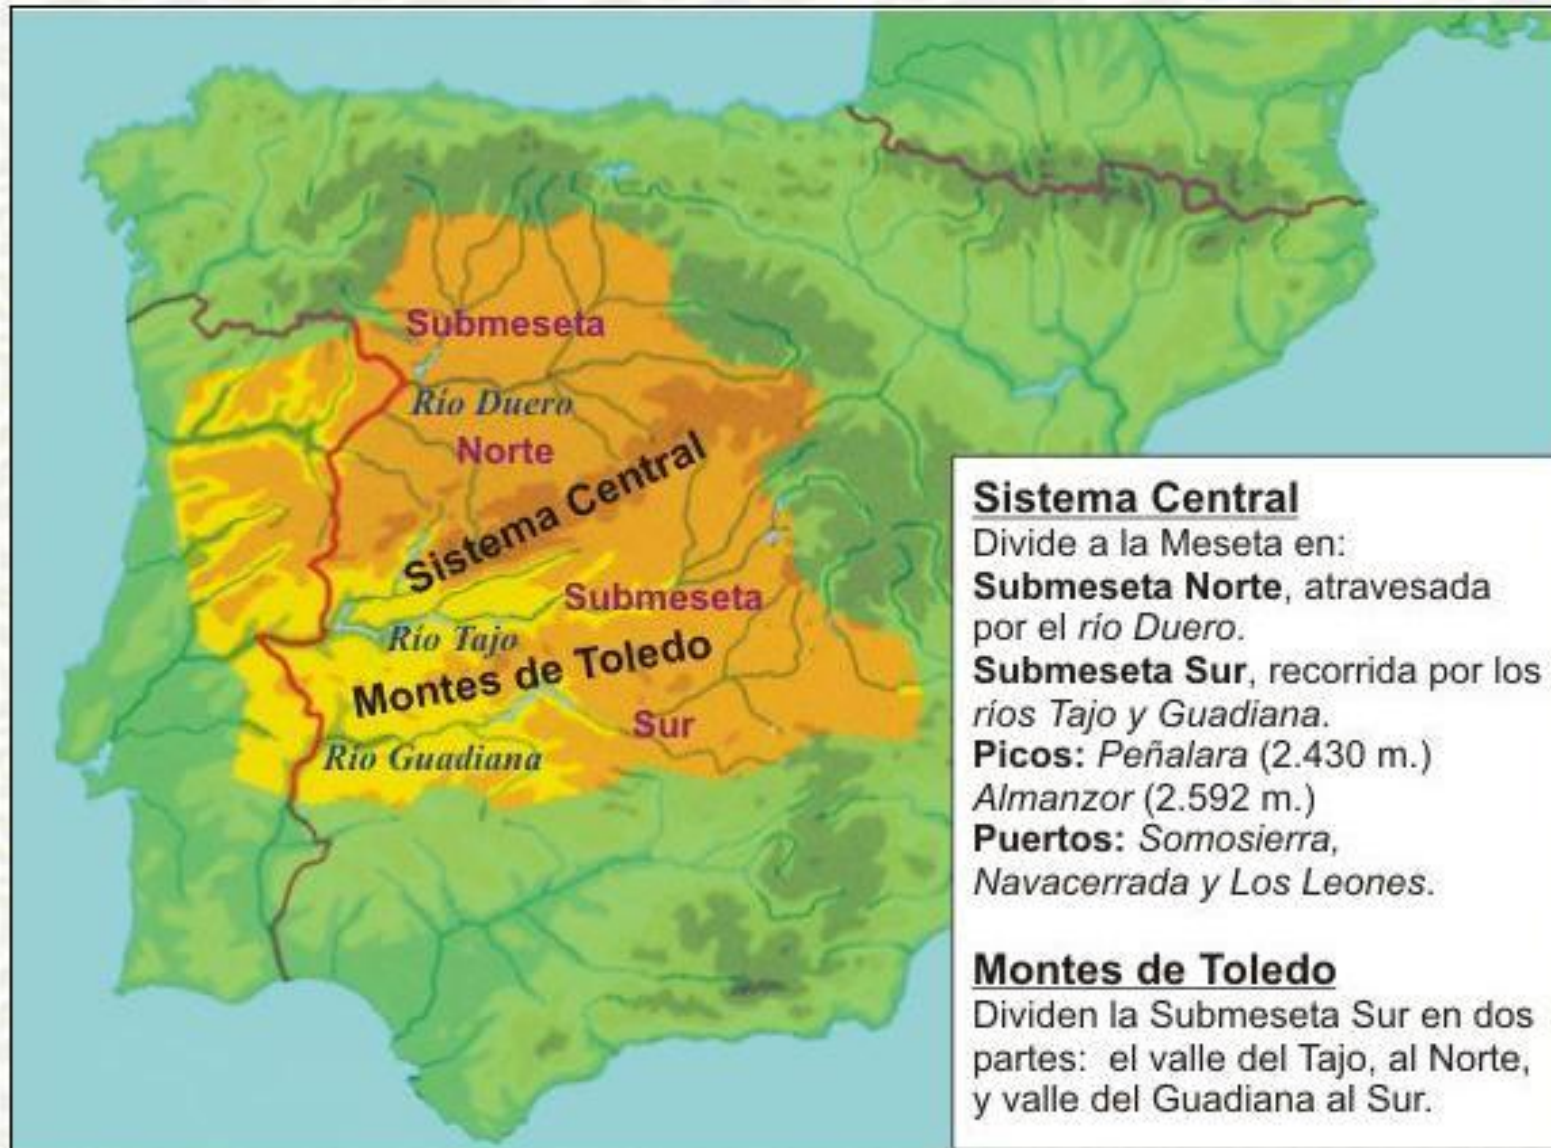 Submeseta
Río Duero
Norte
Sistema Central
Submeseta
Río Tajo
Montes de Toledo
Sur
Río Guadiana
Sistema Central
Divide a la Meseta en:
Submeseta Norte, atravesada
por el río Duero.
Submeseta Sur, recorrida por los
ríos Tajo y Guadiana.
Picos: Peñalara (2.430 m.)
Almanzor (2.592 m.)
Puertos: Somosierra,
Navacerrada y Los Leones.
Montes de Toledo
Dividen la Submeseta Sur en dos
partes: el valle del Tajo, al Norte,
y valle del Guadiana al Sur.